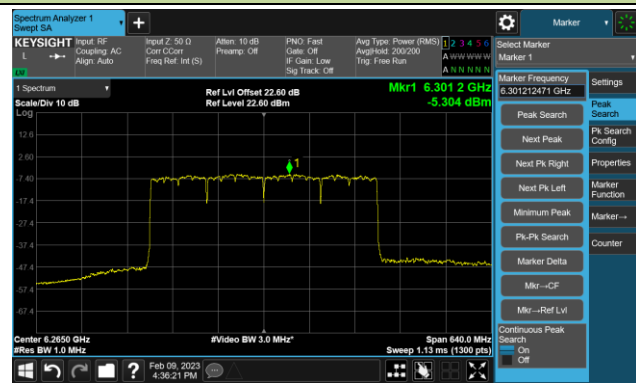 Spectrum Analyzer 1
Swept SA
Marker
KEYSIGHT
L
Input: RF
Coupling: AC
Align: Auto
Input Z: 50 Ω
Corr CCorr
Freq Ref: Int (S)
Atten: 10 dB
Preamp: Off
PNO: Fast
Gate: Off
IF Gain: Low
Sig Track: Off
Avg Type: Power (RMS)
Avg|Hold: 200/200
Trig: Free Run
1 2 3 4 5 6
A W W W W W
A N N N N N
LW
1 Spectrum
Scale/Div 10 dB
Log
Ref Lvl Offset 22.60 dB
Ref Level 22.60 dBm
Mkr1 6.301 2 GHz
-5.304 dBm
12.6
2.60
-7.40
-17.4
-27.4
-37.4
-47.4
-57.4
-67.4
1
Center 6.2650 GHz
#Res BW 1.0 MHz
#Video BW 3.0 MHz*
Span 640.0 MHz
Sweep 1.13 ms (1300 pts)
Select Marker
Marker 1
Marker Frequency
6.301212471 GHz
Peak Search
Next Peak
Next Pk Right
Next Pk Left
Minimum Peak
Pk-Pk Search
Marker Delta
Mkr→CF
Mkr→Ref Lvl
Continuous Peak
Search
On
Off
Settings
Peak
Search
Pk Search
Config
Properties
Marker
Function
Marker→
Counter
?
Feb 09, 2023
4:36:21 PM